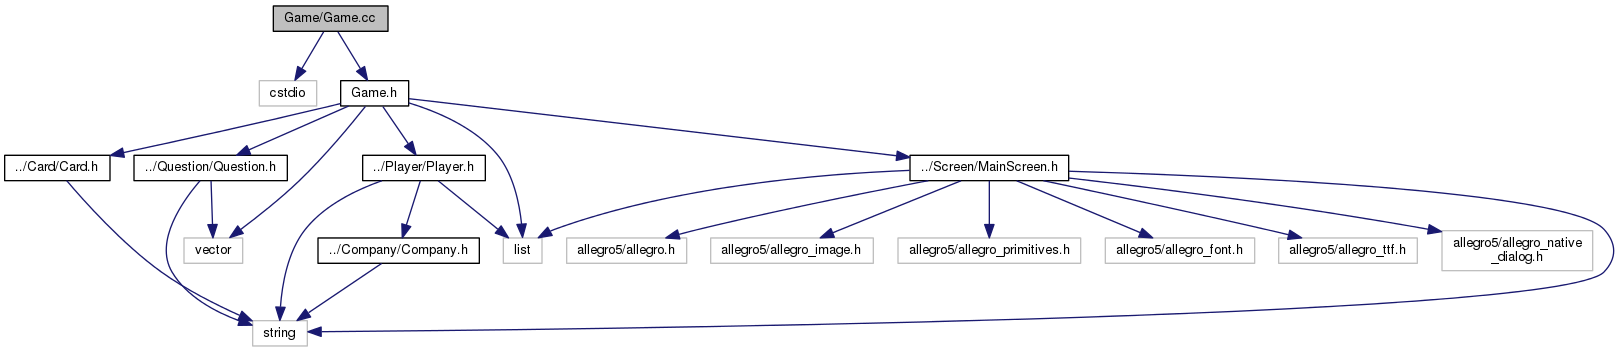 Game/Game.cc
cstdio
Game.h
../Card/Card.h
../Question/Question.h
../Player/Player.h
../Screen/MainScreen.h
vector
../Company/Company.h
list
allegro5/allegro.h
allegro5/allegro_image.h
allegro5/allegro_primitives.h
allegro5/allegro_font.h
allegro5/allegro_ttf.h
allegro5/allegro_native
_dialog.h
string